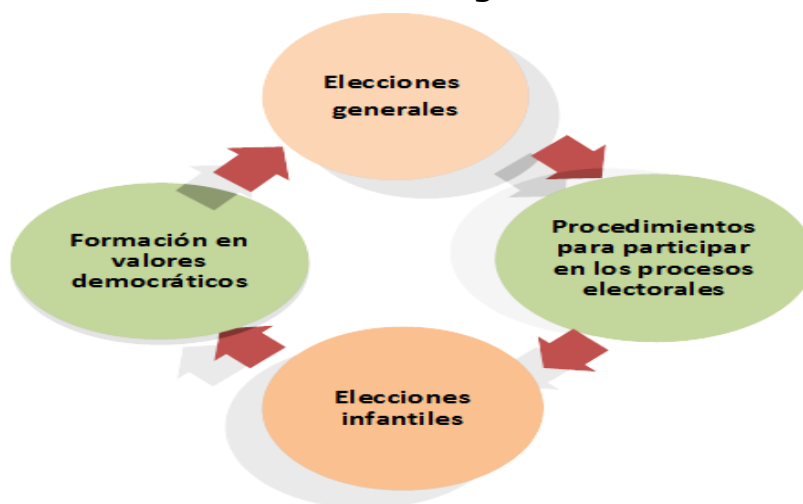 Elecciones
generales
Procedimientos
para participar
en los procesos
electorales
Elecciones
infantiles
Formación en
valores
democráticos